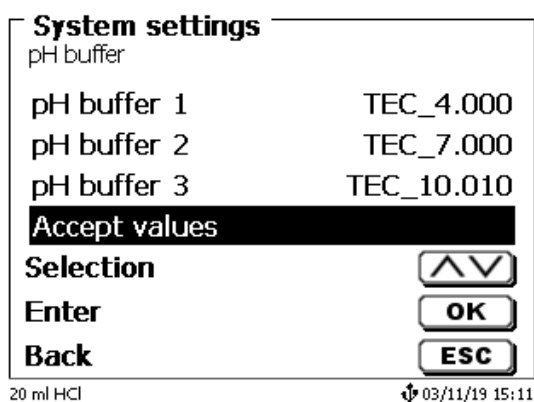 System settings
pH buffer
pH buffer 1 TEC_4.000
pH buffer 2 TEC_7.000
pH buffer 3 TEC_10.010
Accept values
Selection
Enter OK
Back ESC
20 ml HCl 03/11/19 15:11